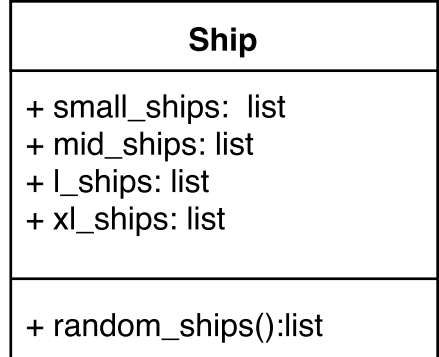 Ship
+ small_ships:  list
+ mid_ships: list
+ l_ships: list
+ xl_ships: list
+ random_ships():list